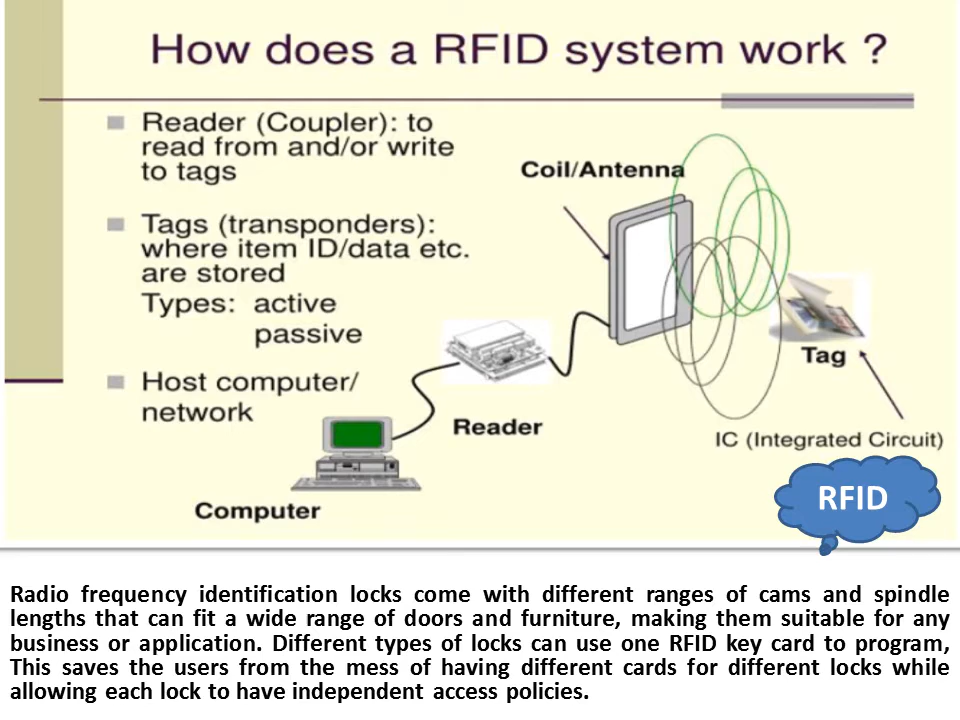 How does a RFID system work ?
Reader (Coupler): to
read from and/or write
to tags
Tags (transponders):
where item ID/data etc.
are stored
Types: active
passive
Host computer/
network
Coil/Antenna
Tag
IC (Integrated Circuit)
Reader
Computer
RFID
Radio frequency identification locks come with different ranges of cams and spindle
lengths that can fit a wide range of doors and furniture, making them suitable for any
business or application. Different types of locks can use one RFID key card to program,
This saves the users from the mess of having different cards for different locks while
allowing each lock to have independent access policies.